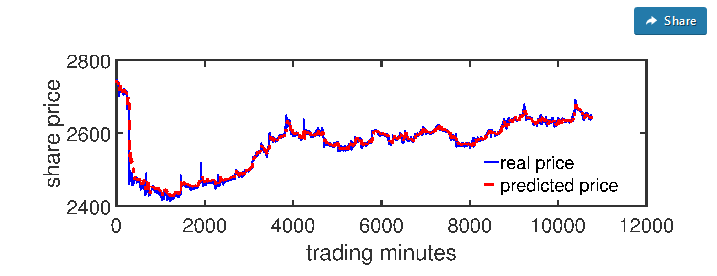 Share
2800
2600
2400
share price
0 2000 4000 6000 8000 10000 12000
trading minutes
real price
predicted price